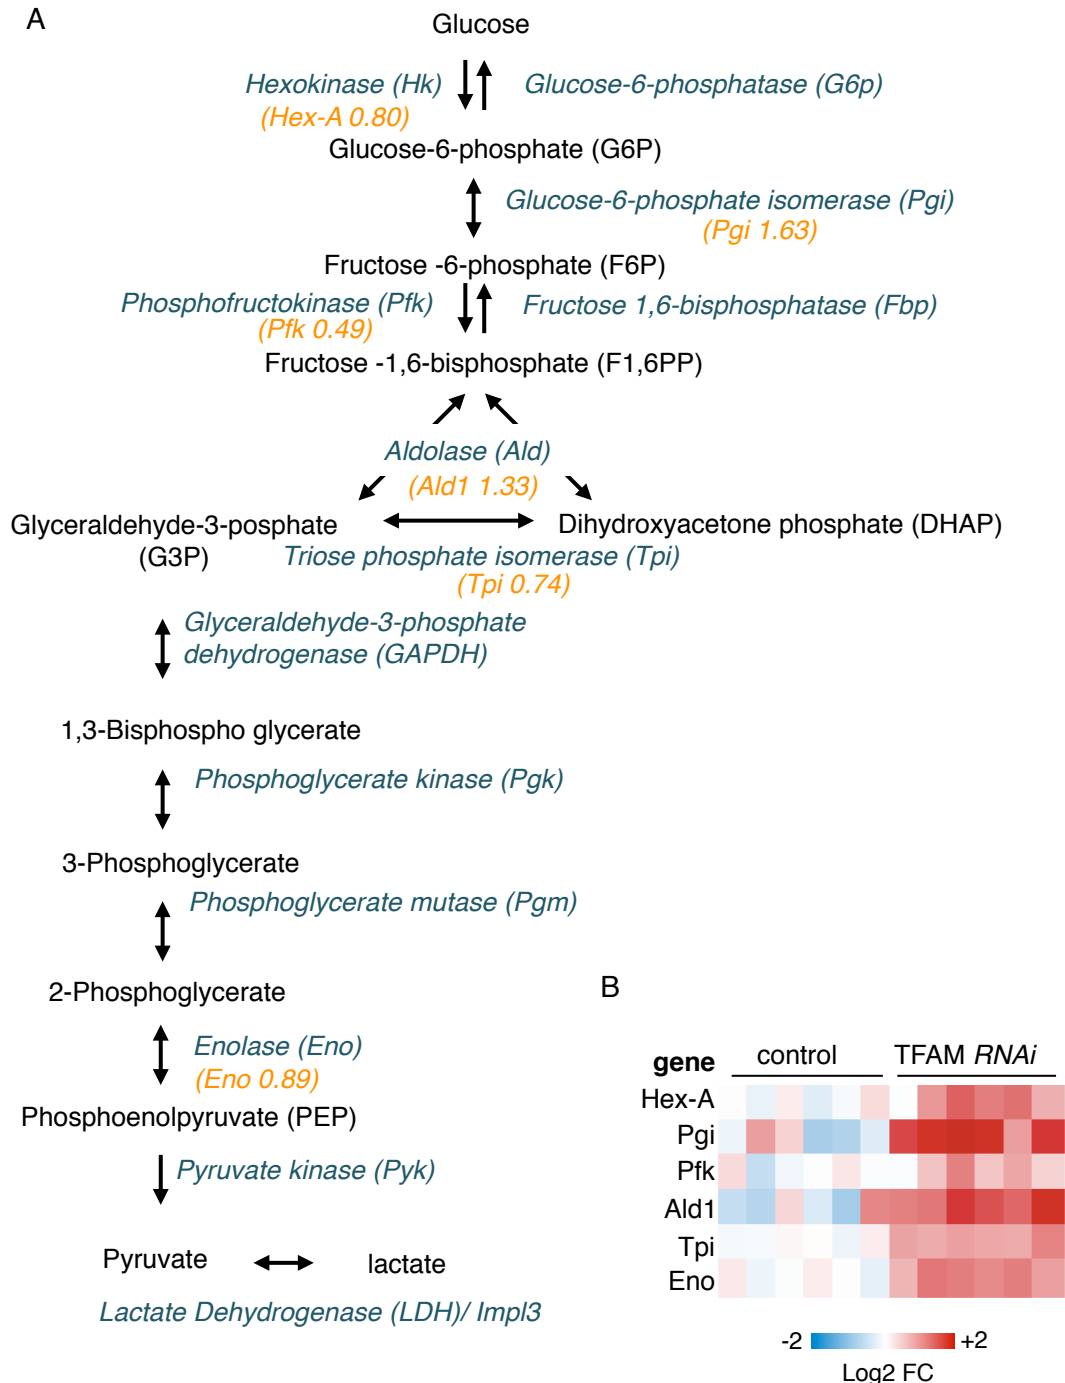 A
Glucose
Hexokinase (Hk)
Glucose-6-phosphatase (G6p)
(Hex-A 0.80)
Glucose-6-phosphate (G6P)
Glucose-6-phosphate isomerase (Pgi)
(Pgi 1.63)
Fructose -6-phosphate (F6P)
Phosphofructokinase (Pfk)
Fructose 1,6-bisphosphatase (Fbp)
(Pfk 0.49)
Fructose -1,6-bisphosphate (F1,6PP)
Aldolase (Ald)
(Ald1 1.33)
Glyceraldehyde-3-posphate
(G3P)
Dihydroxyacetone phosphate (DHAP)
Triose phosphate isomerase (Tpi)
(Tpi 0.74)
Glyceraldehyde-3-phosphate
dehydrogenase (GAPDH)
1,3-Bisphospho glycerate
Phosphoglycerate kinase (Pgk)
3-Phosphoglycerate
Phosphoglycerate mutase (Pgm)
2-Phosphoglycerate
Enolase (Eno)
(Eno 0.89)
Phosphoenolpyruvate (PEP)
Pyruvate kinase (Pyk)
Pyruvate
lactate
Lactate Dehydrogenase (LDH)/ Impl3
B
gene
control
TFAM RNAi
Hex-A
Pgi
Pfk
Ald1
Tpi
Eno
-2
+2
Log2 FC